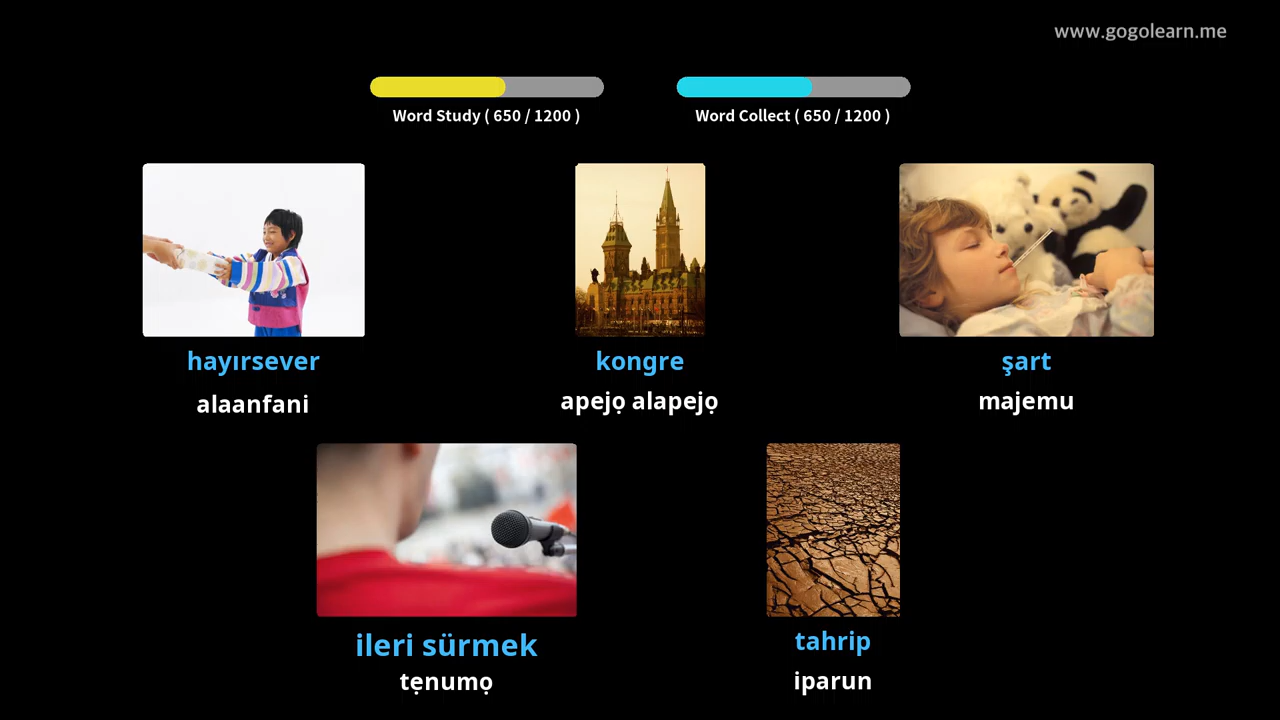 www.gogolearn.me
Word Study ( 650 / 1200 )
Word Collect ( 650 / 1200 )
hayırsever
alaanfani
kongre
apejọ alapejọ
şart
majemu
ileri sürmek
tẹnumọ
tahrip
iparun